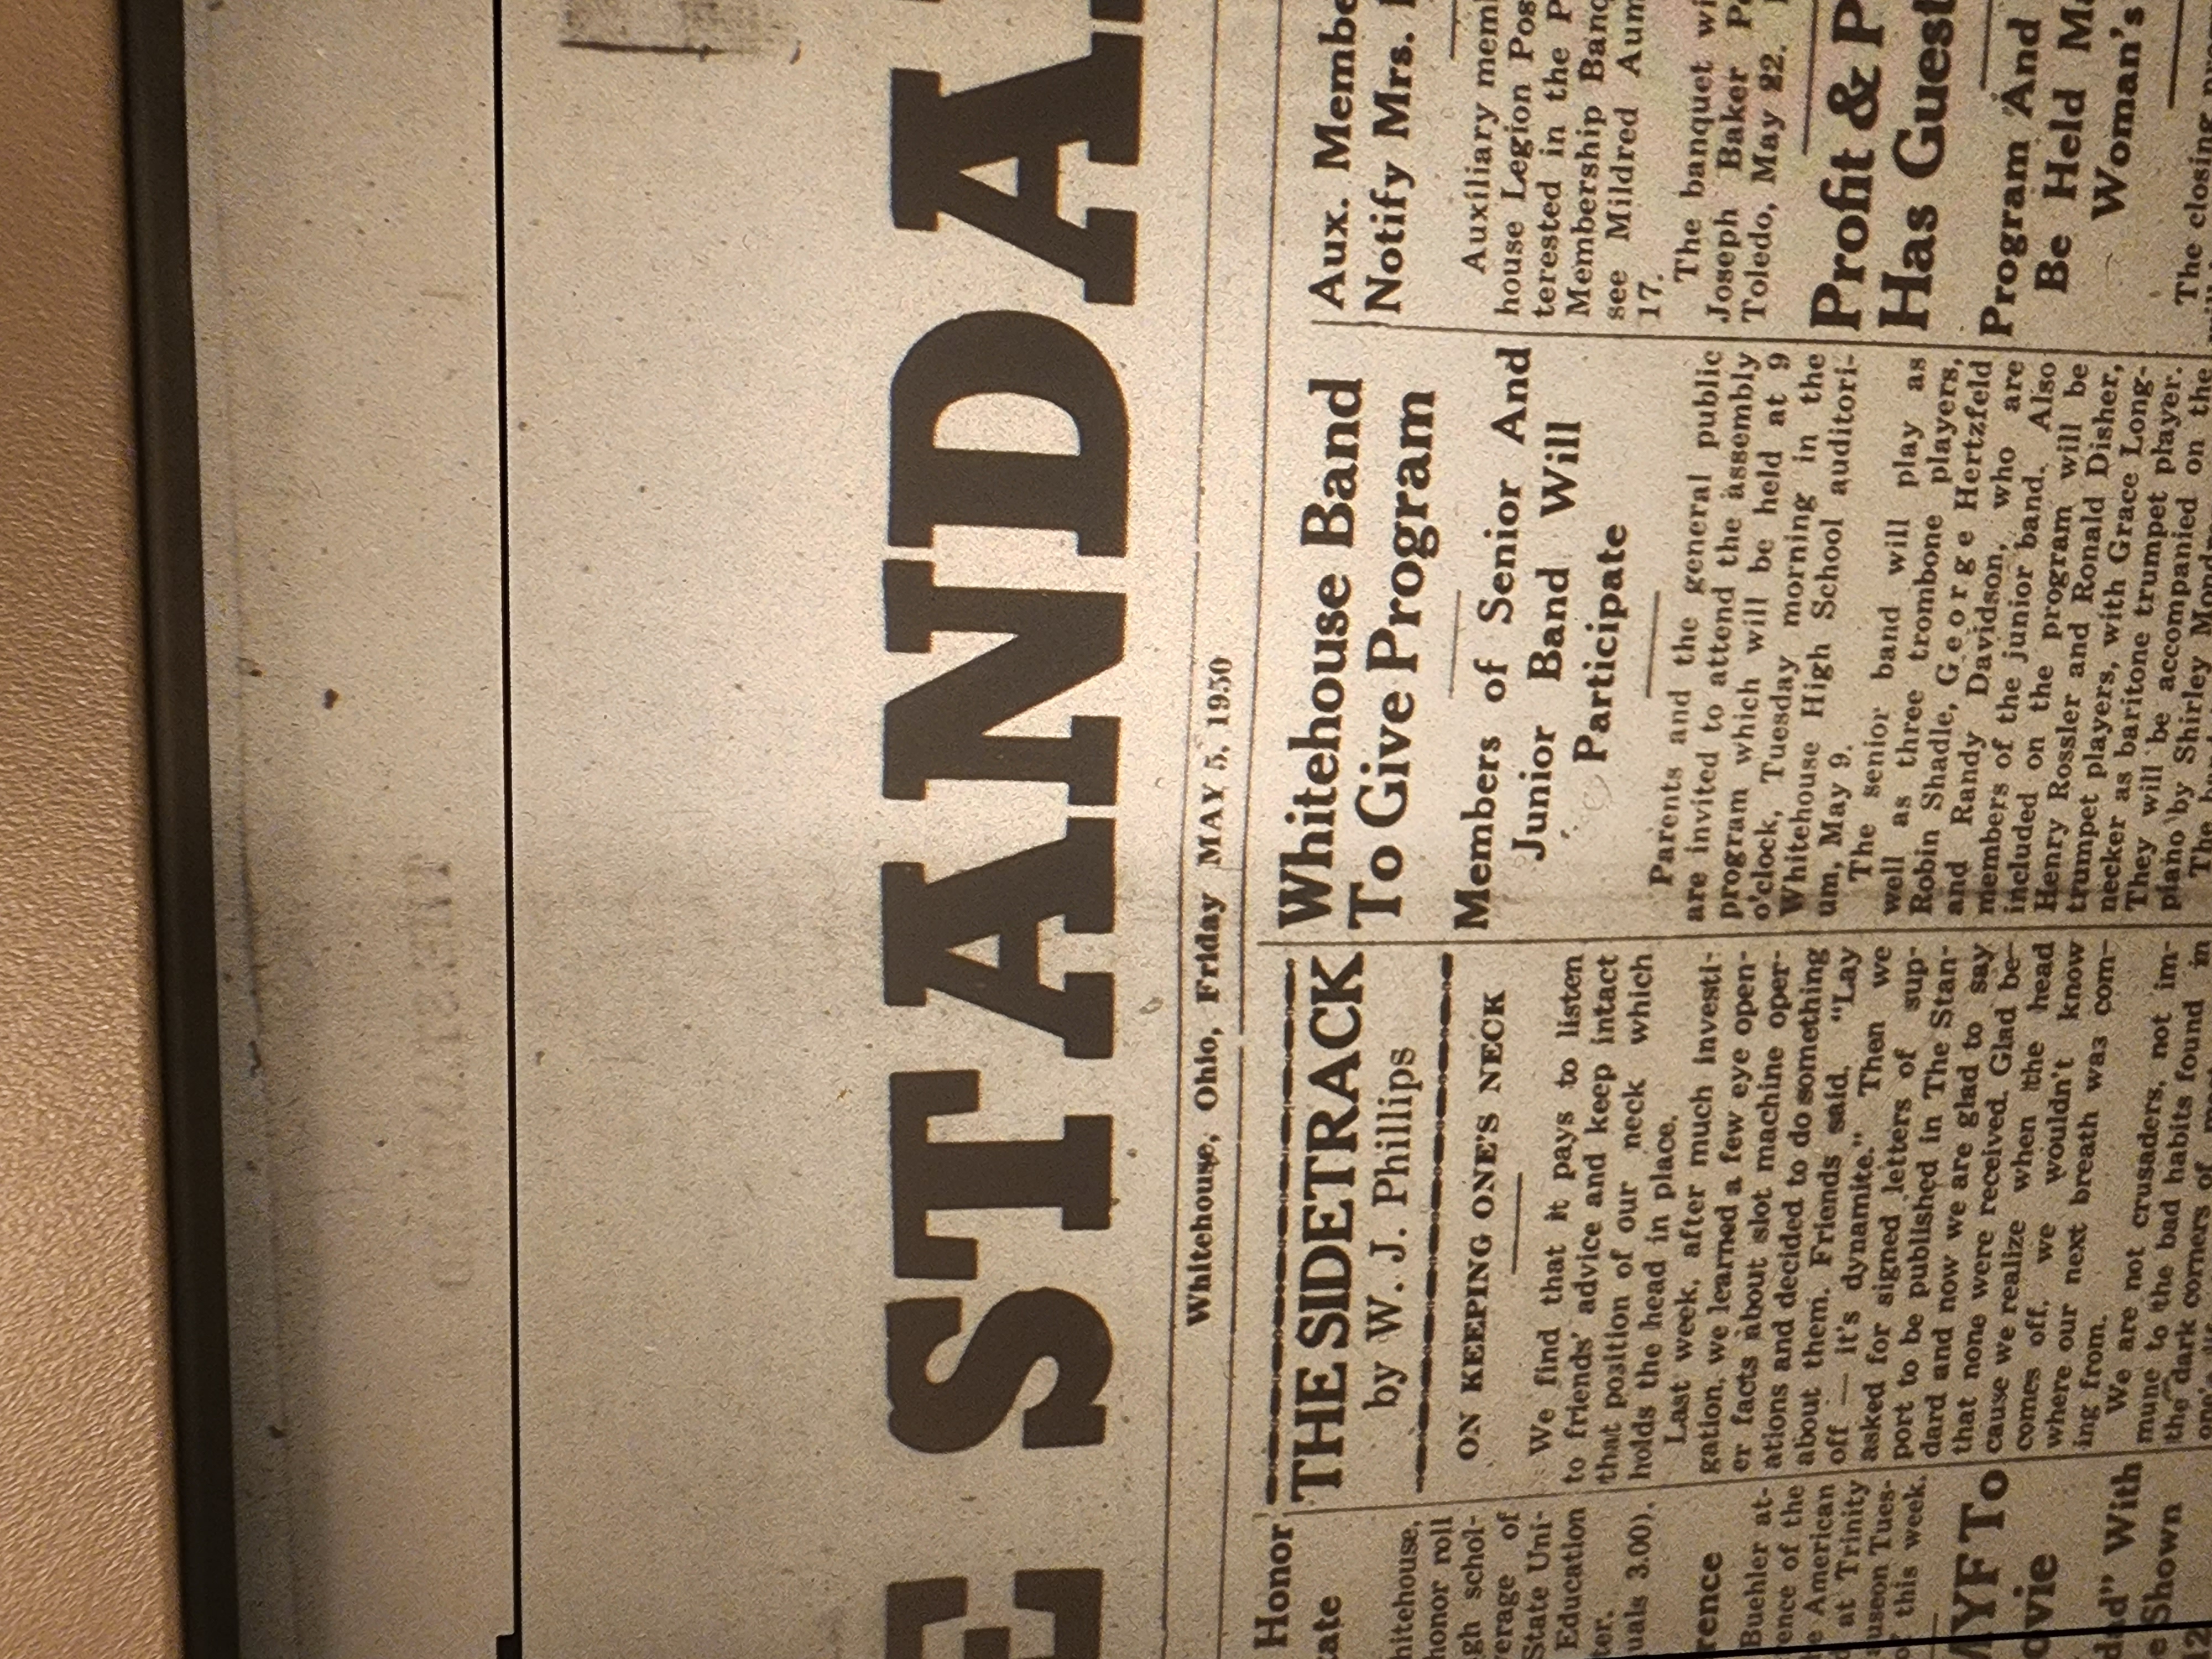 E STANDA
Whitehouse, Ohio, Friday MAY 5, 1950
Honor
ate
hitehouse,
honor roll
gh schol-
verage of
State Uni-
Education
ter.
uals 3.00).
rence
Buehler at-
ence of the
e American
at Trinity
auseon Tues-
this week.
MYF To
ovie
With
e Shown
THE SIDETRACK
by W. J. Phillips
ON KEEPING ONE'S NECK
We find that it pays to listen
to friends' advice and keep intact
that position of our neck which
holds the head in place.
Last week, after much investi-
gation, we learned a few eye open-
er facts about slot machine oper-
ations and decided to do something
about them. Friends said, "Lay
off — it's dynamite." Then we
asked for signed letters of sup-
port to be published in The Stan-
dard and now we are glad to say
that none were received. Glad be-
cause we realize when the head
comes off, we wouldn't know
where our next breath was com-
ing from.
We are not crusaders, not im-
mune to the bad habits found in
the dark corners of
Whitehouse Band
To Give Program
Members of Senior And
Junior Band Will
Participate
Parents and the general public
are invited to attend the assembly
program which will be held at 9
o'clock, Tuesday morning in the
Whitehouse High School auditori-
um, May 9.
The senior band will play as
well as three trombone players,
Robin Shadle, George Hertzfeld
and Randy Davidson, who are
members of the junior band. Also
included on the program will be
Henry Rossler and Ronald Disher,
trumpet players, with Grace Long-
necker as baritone trumpet player.
They will be accompanied on the
piano by Shirley
Aux. Membe
Notify Mrs.
Auxiliary mem
house Legion Pos
terested in the P
Membership Banq
see Mildred Aum
17.
The banquet wi
Joseph Baker Po
Toledo, May 22.
Profit & P
Has Guest
Program And
Be Held Ma
Woman's
The closing